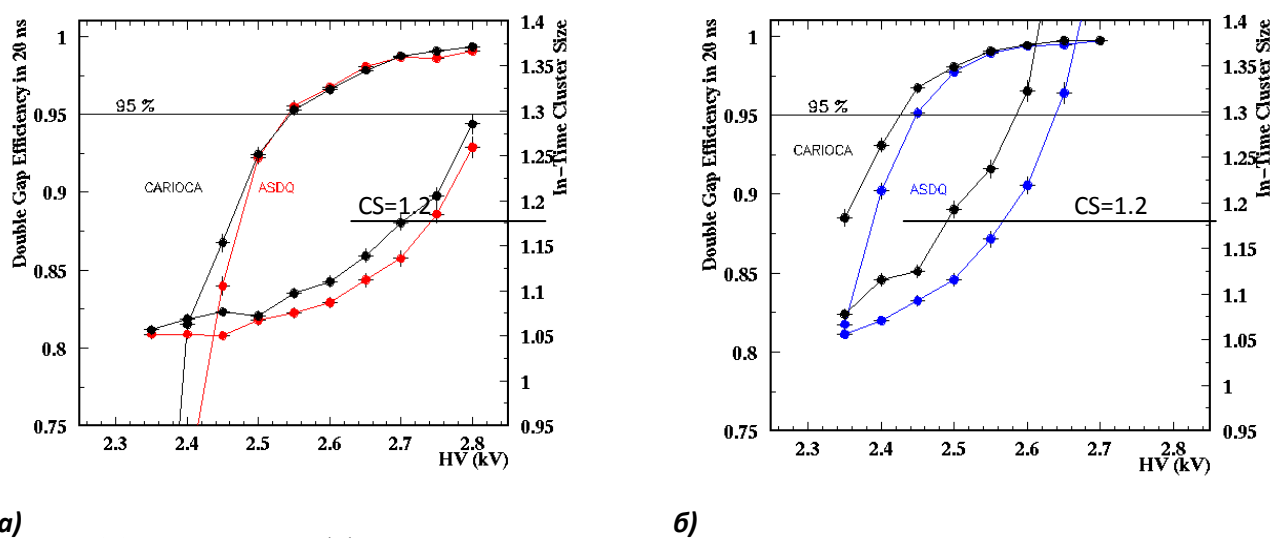 Double Gap Efficiency in 20 ns
1
0.95
0.9
0.85
0.8
0.75
95 %
CARIOCA
ASDQ
CS=1.2
1.4
1.35
1.3
1.25
1.2
1.15
1.1
1.05
1
0.95
In-Time Cluster Size
2.3 2.4 2.5 2.6 2.7 2.8
HV (kV)
а)
Double Gap Efficiency in 20 ns
1
0.95
0.9
0.85
0.8
0.75
95 %
CARIOCA
ASDQ
CS=1.2
1.4
1.35
1.3
1.25
1.2
1.15
1.1
1.05
1
0.95
In-Time Cluster Size
2.3 2.4 2.5 2.6 2.7 2.8
HV (kV)
б)